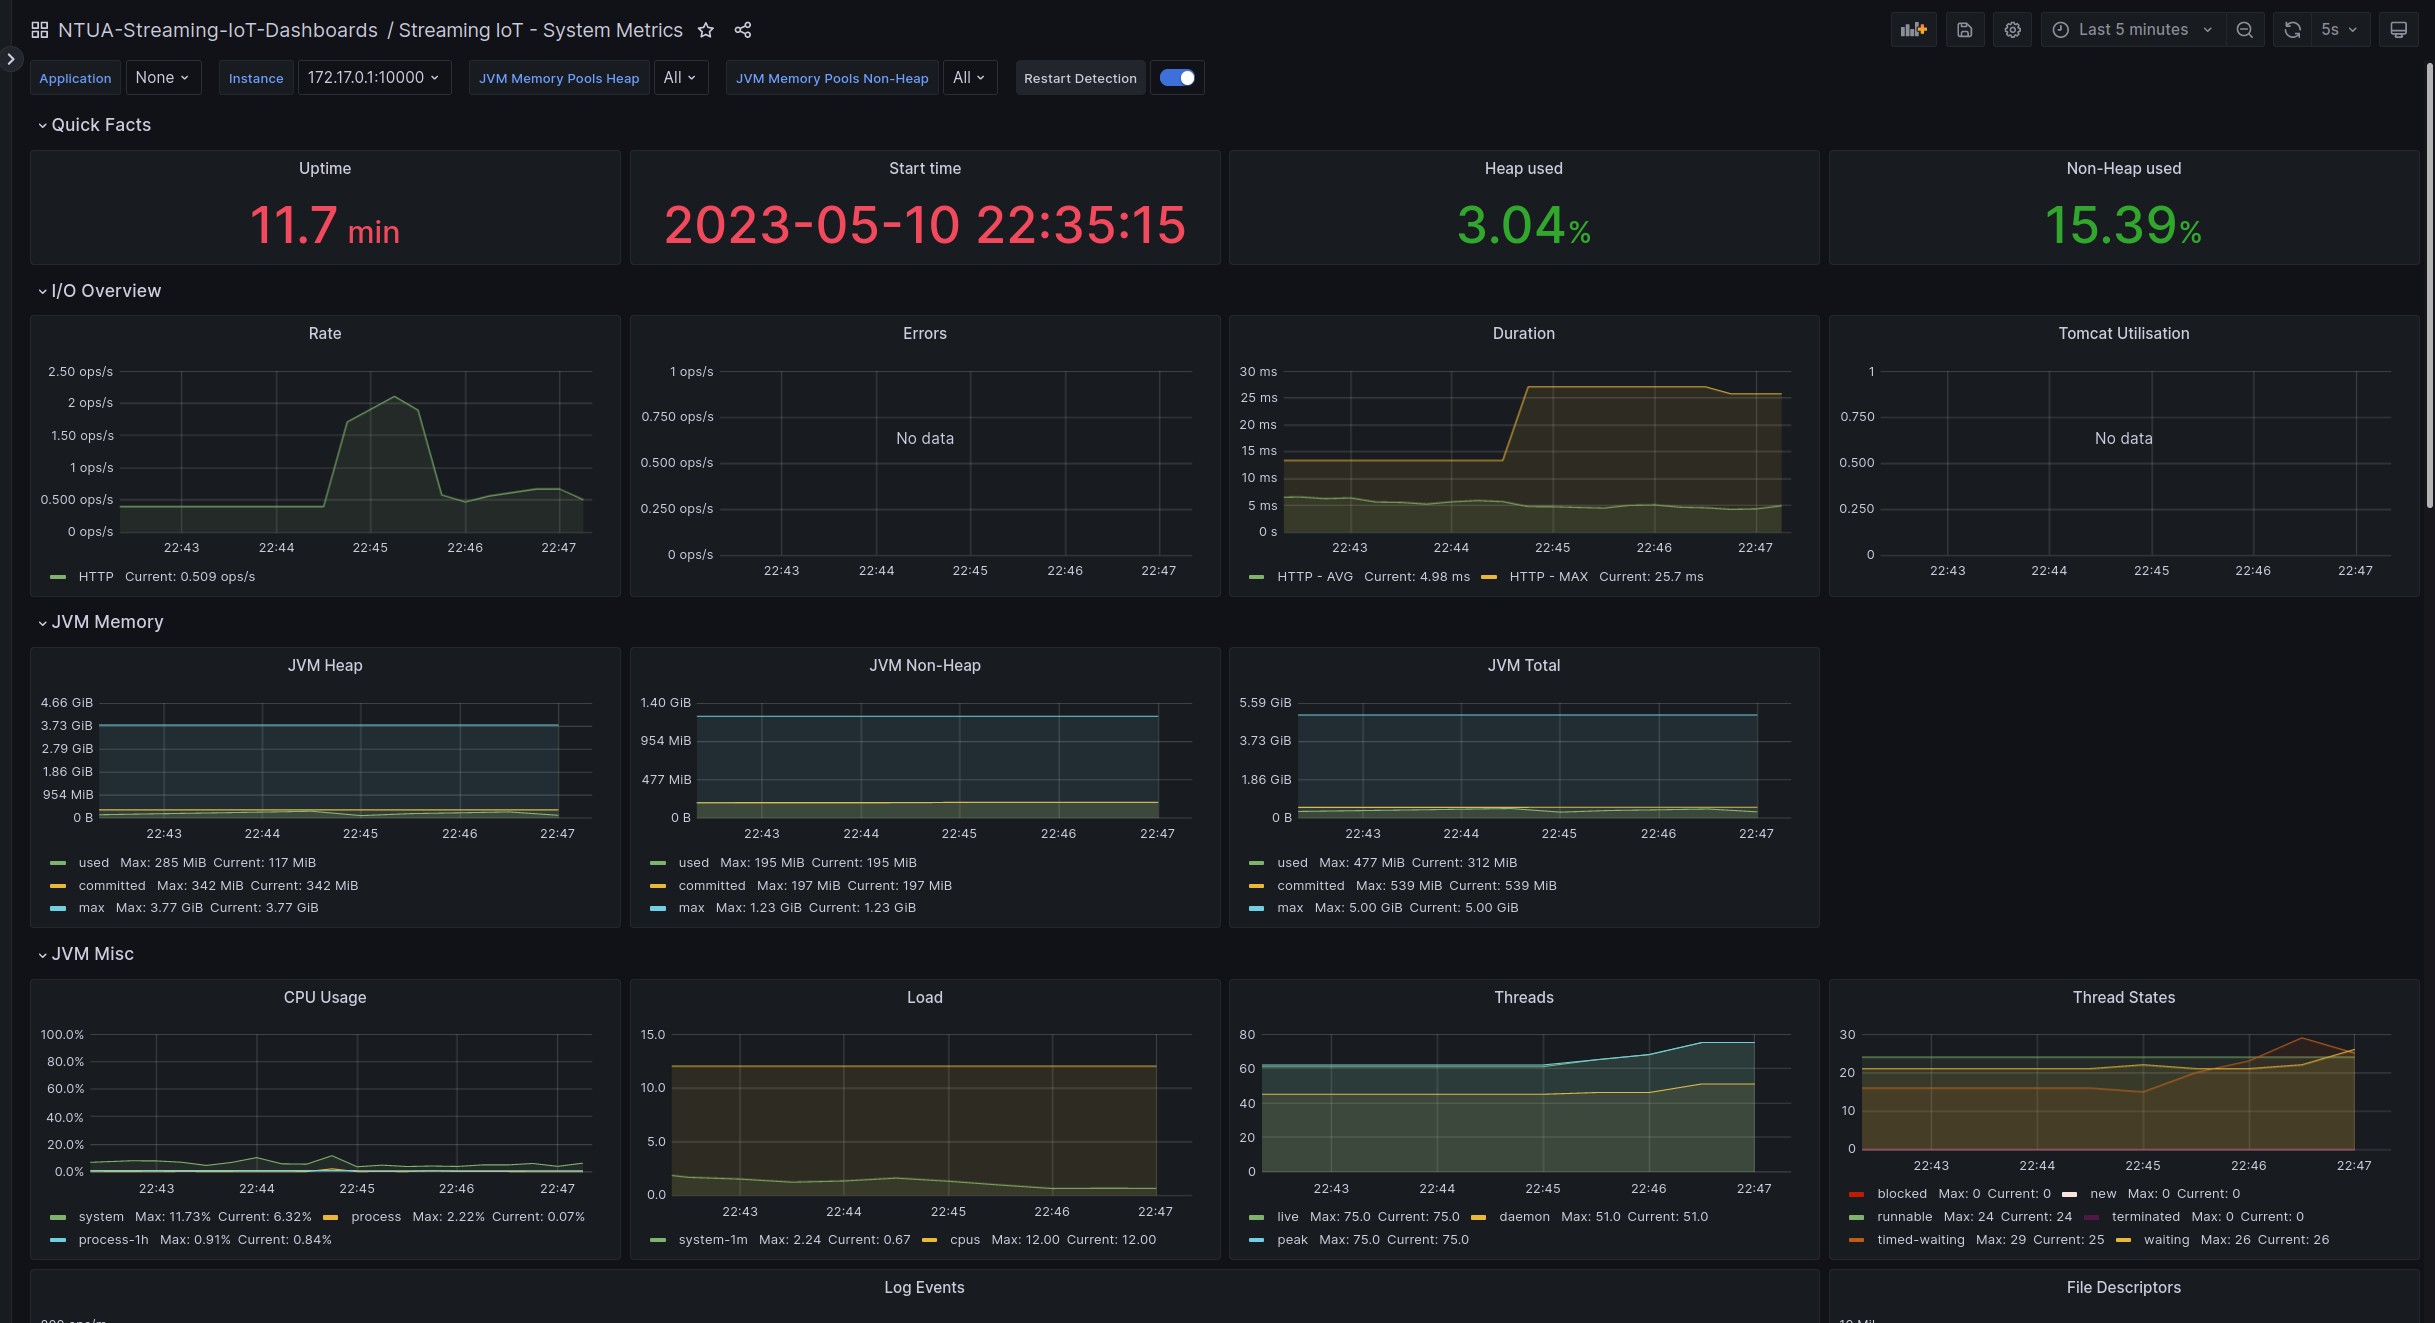 NTUA-Streaming-IoT-Dashboards / Streaming IoT - System Metrics
Last 5 minutes
5s
Application None Instance 172.17.0.1:10000 JVM Memory Pools Heap All JVM Memory Pools Non-Heap All Restart Detection
Quick Facts
Uptime
11.7 min
Start time
2023-05-10 22:35:15
Heap used
3.04%
Non-Heap used
15.39%
I/O Overview
Rate
2.50 ops/s
2 ops/s
1.50 ops/s
1 ops/s
0.500 ops/s
0 ops/s
22:43 22:44 22:45 22:46 22:47
HTTP Current: 0.509 ops/s
Errors
1 ops/s
0.750 ops/s
0.500 ops/s
0.250 ops/s
0 ops/s
No data
22:43 22:44 22:45 22:46 22:47
Duration
30 ms
25 ms
20 ms
15 ms
10 ms
5 ms
0 s
22:43 22:44 22:45 22:46 22:47
HTTP - AVG Current: 4.98 ms HTTP - MAX Current: 25.7 ms
Tomcat Utilisation
1
0.750
0.500
0.250
0
No data
22:43 22:44 22:45 22:46 22:47
JVM Memory
JVM Heap
4.66 GiB
3.73 GiB
2.79 GiB
1.86 GiB
954 MiB
0 B
22:43 22:44 22:45 22:46 22:47
used Max: 285 MiB Current: 117 MiB
committed Max: 342 MiB Current: 342 MiB
max Max: 3.77 GiB Current: 3.77 GiB
JVM Non-Heap
1.40 GiB
954 MiB
477 MiB
0 B
22:43 22:44 22:45 22:46 22:47
used Max: 195 MiB Current: 195 MiB
committed Max: 197 MiB Current: 197 MiB
max Max: 1.23 GiB Current: 1.23 GiB
JVM Total
5.59 GiB
3.73 GiB
1.86 GiB
0 B
22:43 22:44 22:45 22:46 22:47
used Max: 477 MiB Current: 312 MiB
committed Max: 539 MiB Current: 539 MiB
max Max: 5.00 GiB Current: 5.00 GiB
JVM Misc
CPU Usage
100.0%
80.0%
60.0%
40.0%
20.0%
0.0%
22:43 22:44 22:45 22:46 22:47
system Max: 11.73% Current: 6.32% process Max: 2.22% Current: 0.07%
process-1h Max: 0.91% Current: 0.84%
Load
15.0
10.0
5.0
0.0
22:43 22:44 22:45 22:46 22:47
system-1m Max: 2.24 Current: 0.67 cpus Max: 12.00 Current: 12.00
Threads
80
60
40
20
0
22:43 22:44 22:45 22:46 22:47
live Max: 75.0 Current: 75.0 daemon Max: 51.0 Current: 51.0
peak Max: 75.0 Current: 75.0
Thread States
30
20
10
0
22:43 22:44 22:45 22:46 22:47
blocked Max: 0 Current: 0 new Max: 0 Current: 0
runnable Max: 24 Current: 24 terminated Max: 0 Current: 0
timed-waiting Max: 29 Current: 25 waiting Max: 26 Current: 26
Log Events
File Descriptors